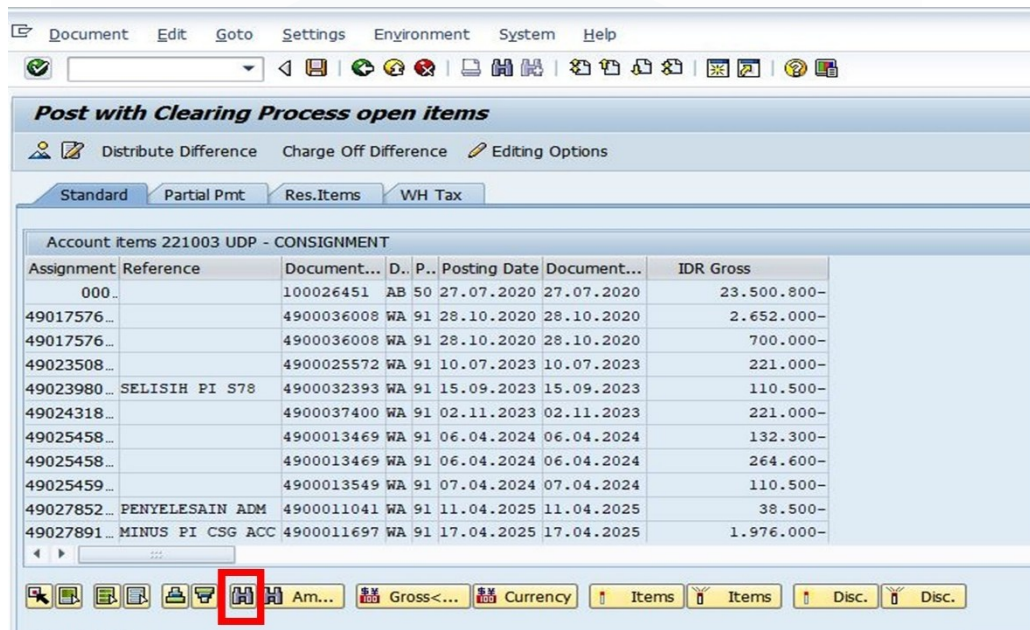 Document Edit Goto Settings Environment System Help
Post with Clearing Process open items
Distribute Difference Charge Off Difference Editing Options
Standard Partial Pmt Res.Items WH Tax
Account items 221003 UDP - CONSIGNMENT
Assignment Reference Document... D.. P.. Posting Date Document... IDR Gross
000.. 100026451 AB 50 27.07.2020 27.07.2020 23.500.800-
49017576... 4900036008 WA 91 28.10.2020 28.10.2020 2.652.000-
49017576... 4900036008 WA 91 28.10.2020 28.10.2020 700.000-
49023508... 4900025572 WA 91 10.07.2023 10.07.2023 221.000-
49023980... SELISIH PI S78 4900032393 WA 91 15.09.2023 15.09.2023 110.500-
49024318... 4900037400 WA 91 02.11.2023 02.11.2023 221.000-
49025458... 4900013469 WA 91 06.04.2024 06.04.2024 132.300-
49025458... 4900013469 WA 91 06.04.2024 06.04.2024 264.600-
49025459... 4900013549 WA 91 07.04.2024 07.04.2024 110.500-
49027852... PENYELESAIN ADM 4900011041 WA 91 11.04.2025 11.04.2025 38.500-
49027891... MINUS PI CSG ACC 4900011697 WA 91 17.04.2025 17.04.2025 1.976.000-
Am... Gross<... Currency Items Items Disc. Disc.